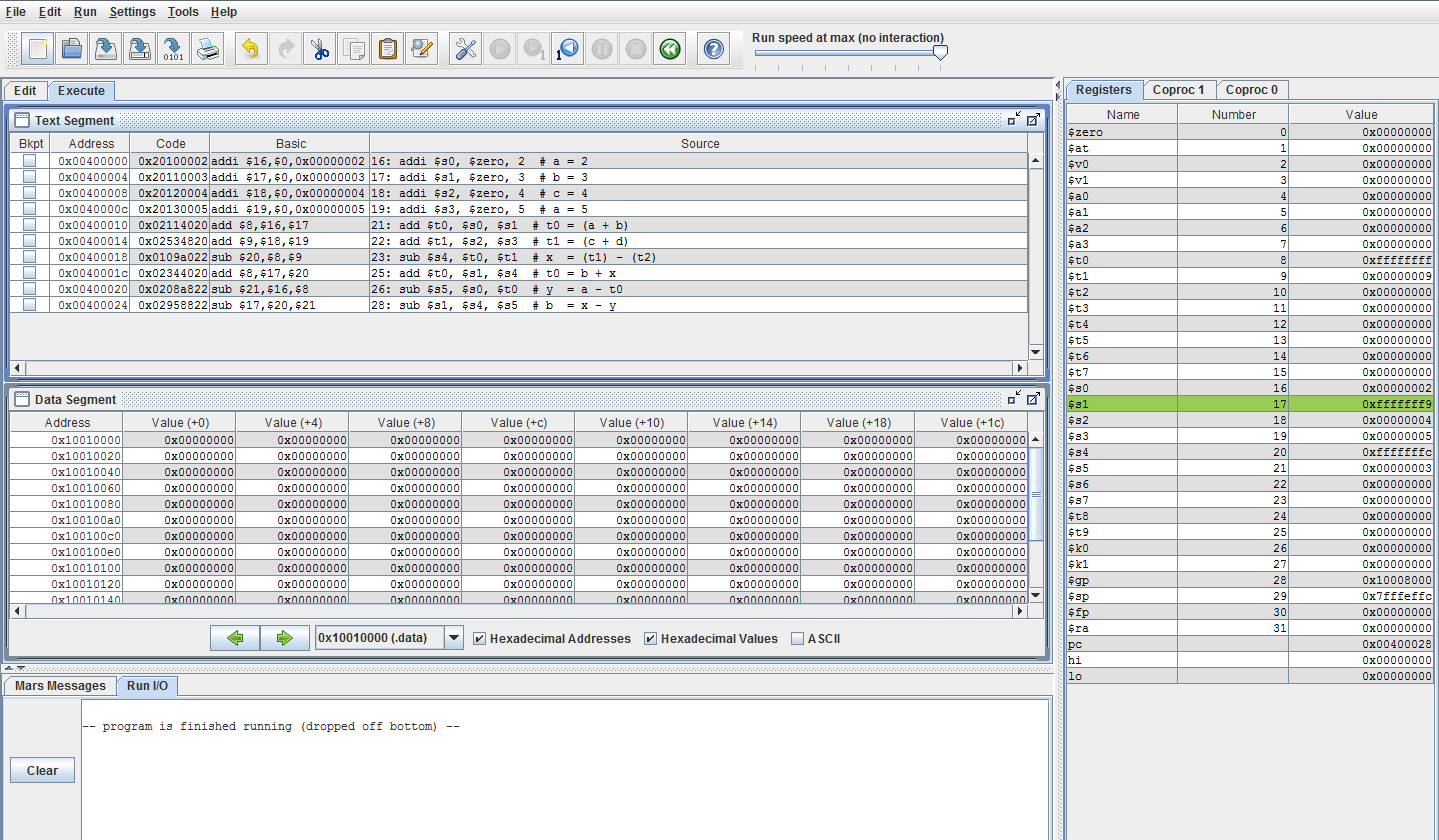 File Edit Run Settings Tools Help
Run speed at max (no interaction)
0101
1
1
Edit Execute
Text Segment
Bkpt Address Code Basic Source
0x00400000 0x20100002 addi $16,$0,0x00000002 16: addi $s0, $zero, 2 # a = 2
0x00400004 0x20110003 addi $17,$0,0x00000003 17: addi $s1, $zero, 3 # b = 3
0x00400008 0x20120004 addi $18,$0,0x00000004 18: addi $s2, $zero, 4 # c = 4
0x0040000c 0x20130005 addi $19,$0,0x00000005 19: addi $s3, $zero, 5 # a = 5
0x00400010 0x02114020 add $8,$16,$17 21: add $t0, $s0, $s1 # t0 = (a + b)
0x00400014 0x02534820 add $9,$18,$19 22: add $t1, $s2, $s3 # t1 = (c + d)
0x00400018 0x0109a022 sub $20,$8,$9 23: sub $s4, $t0, $t1 # x = (t1) - (t2)
0x0040001c 0x02344020 add $8,$17,$20 25: add $t0, $s1, $s4 # t0 = b + x
0x00400020 0x0208a822 sub $21,$16,$8 26: sub $s5, $s0, $t0 # y = a - t0
0x00400024 0x02958822 sub $17,$20,$21 28: sub $s1, $s4, $s5 # b = x - y
Data Segment
Address Value (+0) Value (+4) Value (+8) Value (+c) Value (+10) Value (+14) Value (+18) Value (+1c)
0x10010000 0x00000000 0x00000000 0x00000000 0x00000000 0x00000000 0x00000000 0x00000000 0x00000000
0x10010020 0x00000000 0x00000000 0x00000000 0x00000000 0x00000000 0x00000000 0x00000000 0x00000000
0x10010040 0x00000000 0x00000000 0x00000000 0x00000000 0x00000000 0x00000000 0x00000000 0x00000000
0x10010060 0x00000000 0x00000000 0x00000000 0x00000000 0x00000000 0x00000000 0x00000000 0x00000000
0x10010080 0x00000000 0x00000000 0x00000000 0x00000000 0x00000000 0x00000000 0x00000000 0x00000000
0x100100a0 0x00000000 0x00000000 0x00000000 0x00000000 0x00000000 0x00000000 0x00000000 0x00000000
0x100100c0 0x00000000 0x00000000 0x00000000 0x00000000 0x00000000 0x00000000 0x00000000 0x00000000
0x100100e0 0x00000000 0x00000000 0x00000000 0x00000000 0x00000000 0x00000000 0x00000000 0x00000000
0x10010100 0x00000000 0x00000000 0x00000000 0x00000000 0x00000000 0x00000000 0x00000000 0x00000000
0x10010120 0x00000000 0x00000000 0x00000000 0x00000000 0x00000000 0x00000000 0x00000000 0x00000000
0x10010140 0x00000000 0x00000000 0x00000000 0x00000000 0x00000000 0x00000000 0x00000000 0x00000000
0x10010000 (.data) Hexadecimal Addresses Hexadecimal Values ASCII
Mars Messages Run I/O
-- program is finished running (dropped off bottom) --
Clear
Registers Coproc 1 Coproc 0
Name Number Value
$zero 0 0x00000000
$at 1 0x00000000
$v0 2 0x00000000
$v1 3 0x00000000
$a0 4 0x00000000
$a1 5 0x00000000
$a2 6 0x00000000
$a3 7 0x00000000
$t0 8 0xffffffff
$t1 9 0x00000009
$t2 10 0x00000000
$t3 11 0x00000000
$t4 12 0x00000000
$t5 13 0x00000000
$t6 14 0x00000000
$t7 15 0x00000000
$s0 16 0x00000002
$s1 17 0xfffffff9
$s2 18 0x00000004
$s3 19 0x00000005
$s4 20 0xfffffffc
$s5 21 0x00000003
$s6 22 0x00000000
$s7 23 0x00000000
$t8 24 0x00000000
$t9 25 0x00000000
$k0 26 0x00000000
$k1 27 0x00000000
$gp 28 0x10008000
$sp 29 0x7fffeffc
$fp 30 0x00000000
$ra 31 0x00000000
pc 0x00400028
hi 0x00000000
lo 0x00000000